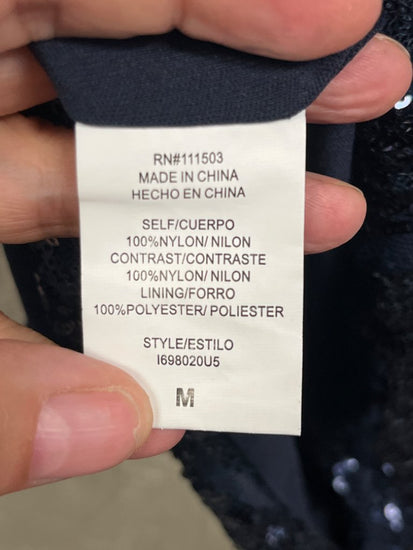 RN#111503
MADE IN CHINA
HECHO EN CHINA
SELF/CUERPO
100%NYLON/ NILON
CONTRAST/CONTRASTE
100%NYLON/ NILON
LINING/FORRO
100%POLYESTER/ POLIESTER
STYLE/ESTILO
I698020U5
M